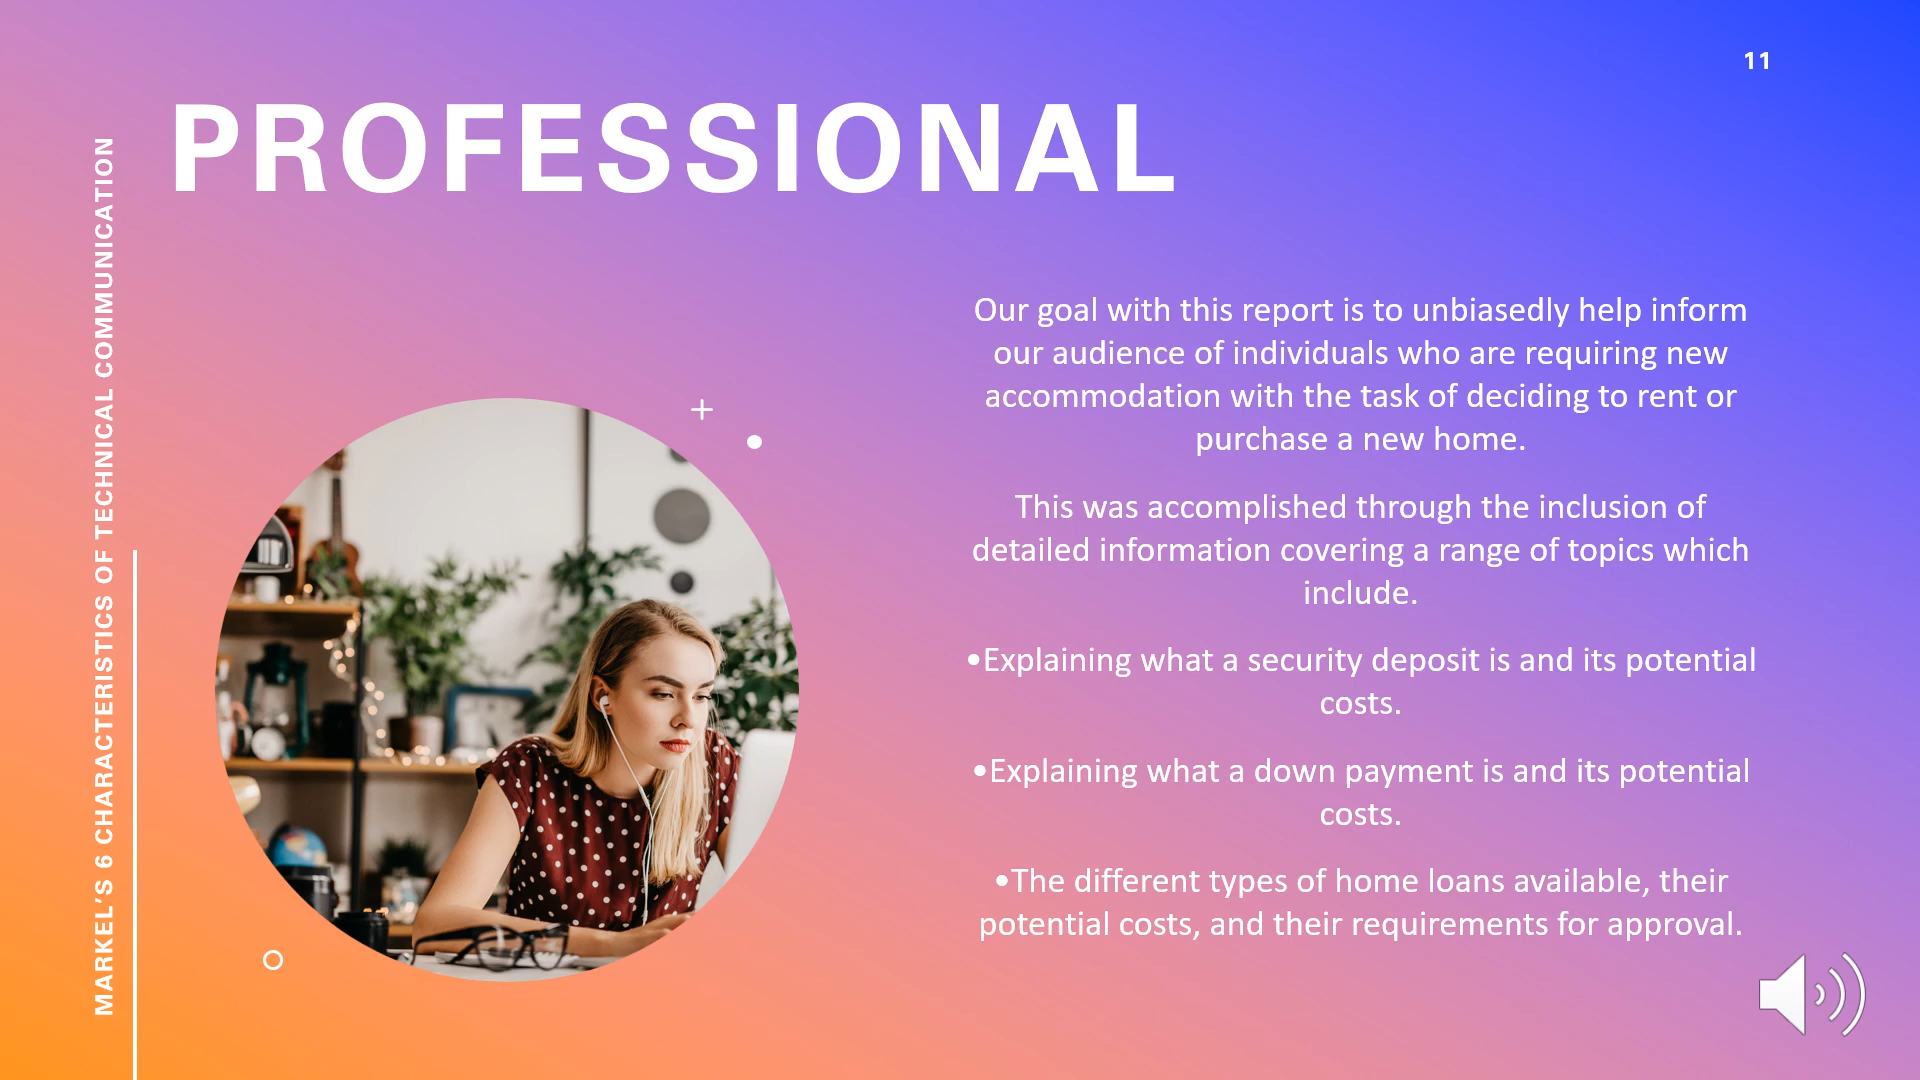 11
PROFESSIONAL
MARKEL'S 6 CHARACTERISTICS OF TECHNICAL COMMUNICATION
Our goal with this report is to unbiasedly help inform
our audience of individuals who are requiring new
accommodation with the task of deciding to rent or
purchase a new home.
This was accomplished through the inclusion of
detailed information covering a range of topics which
include.
•Explaining what a security deposit is and its potential
costs.
•Explaining what a down payment is and its potential
costs.
•The different types of home loans available, their
potential costs, and their requirements for approval.